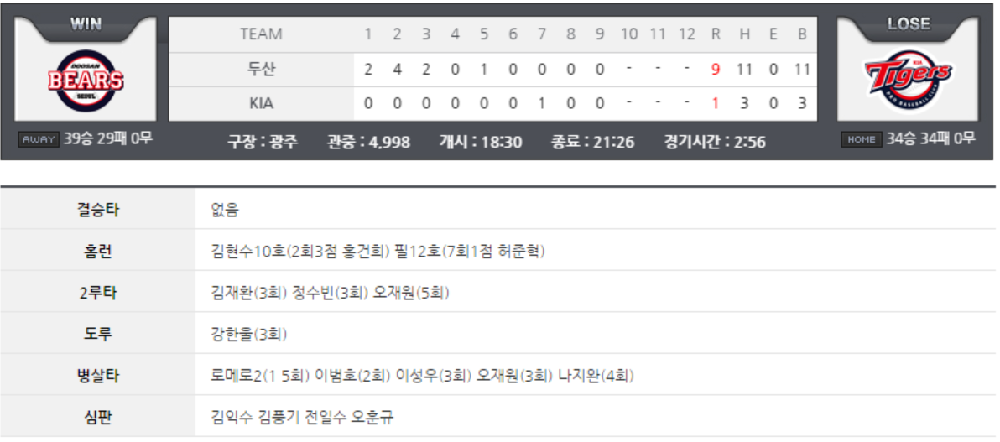 WIN
DOOSAN
BEARS
SEOUL
AWAY 39승 29패 0무
TEAM 1 2 3 4 5 6 7 8 9 10 11 12 R H E B
두산 2 4 2 0 1 0 0 0 0 - - - 9 11 0 11
KIA 0 0 0 0 0 0 1 0 0 - - - 1 3 0 3
구장 : 광주 관중 : 4,998 개시 : 18:30 종료 : 21:26 경기시간 : 2:56
LOSE
KIA
Tigers
PRO BASEBALL CLUB
HOME 34승 34패 0무
결승타 없음
홈런 김현수10호(2회3점 홍건희) 필12호(7회1점 허준혁)
2루타 김재환(3회) 정수빈(3회) 오재원(5회)
도루 강한울(3회)
병살타 로메로2(1 5회) 이범호(2회) 이성우(3회) 오재원(3회) 나지완(4회)
심판 김익수 김풍기 전일수 오훈규